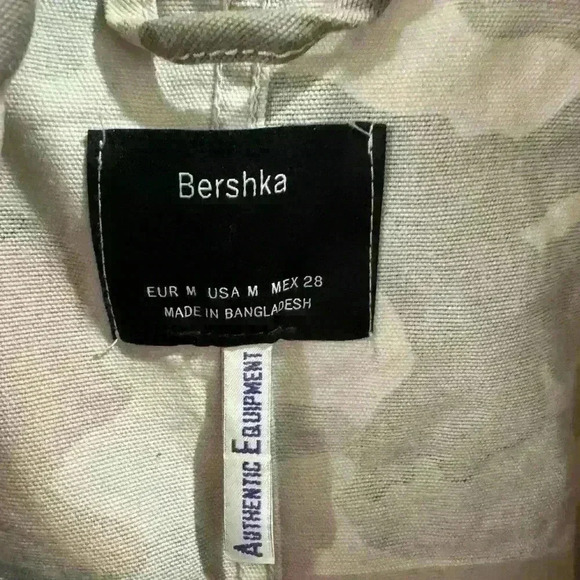 Bershka
EUR M USA M MEX 28
MADE IN BANGLADESH
AUTHENTIC EQUIPMENT